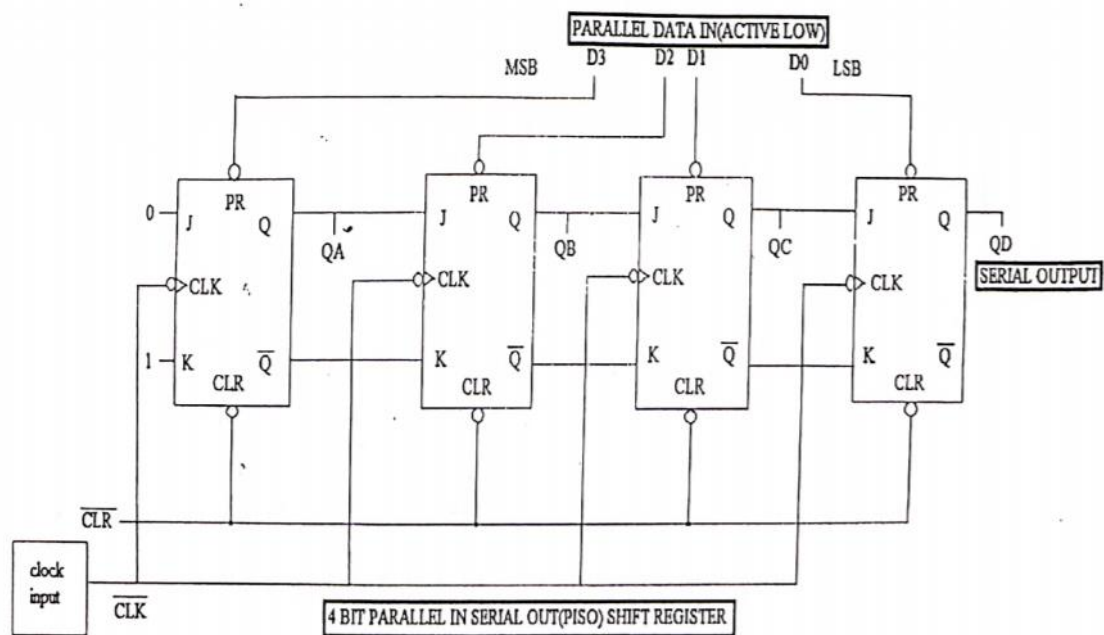 PARALLEL DATA IN(ACTIVE LOW)
MSB D3 D2 D1 D0 LSB
PR PR PR PR
0 J Q J Q J Q J Q
QA QB QC QD
SERIAL OUTPUT
CLK CLK CLK CLK
1 K Q̅ K Q̅ K Q̅ K Q̅
CLR CLR CLR CLR
C̅L̅R̅
clock
input
C̅L̅K̅
4 BIT PARALLEL IN SERIAL OUT(PISO) SHIFT REGISTER